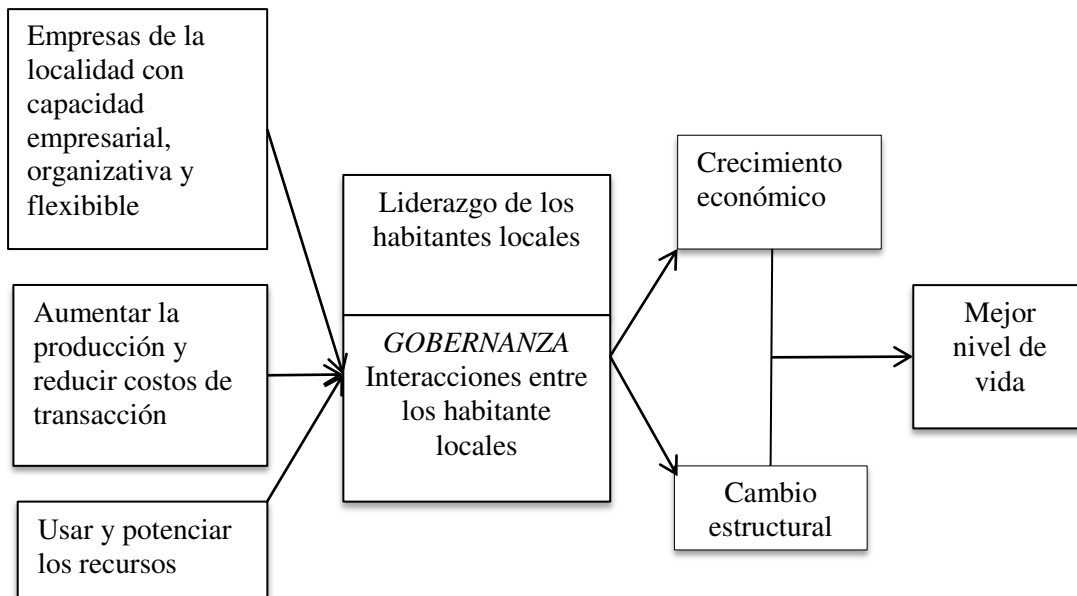 Empresas de la
localidad con
capacidad
empresarial,
organizativa y
flexibible
Aumentar la
producción y
reducir costos de
transacción
Usar y potenciar
los recursos
Liderazgo de los
habitantes locales
GOBERNANZA
Interacciones entre
los habitante
locales
Crecimiento
económico
Cambio
estructural
Mejor
nivel de
vida